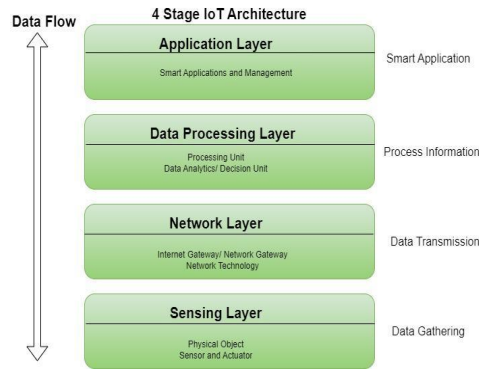 4 Stage IoT Architecture
Data Flow
Application Layer
Smart Applications and Management
Smart Application
Data Processing Layer
Processing Unit
Data Analytics/ Decision Unit
Process Information
Network Layer
Internet Gateway/ Network Gateway
Network Technology
Data Transmission
Sensing Layer
Physical Object
Sensor and Actuator
Data Gathering